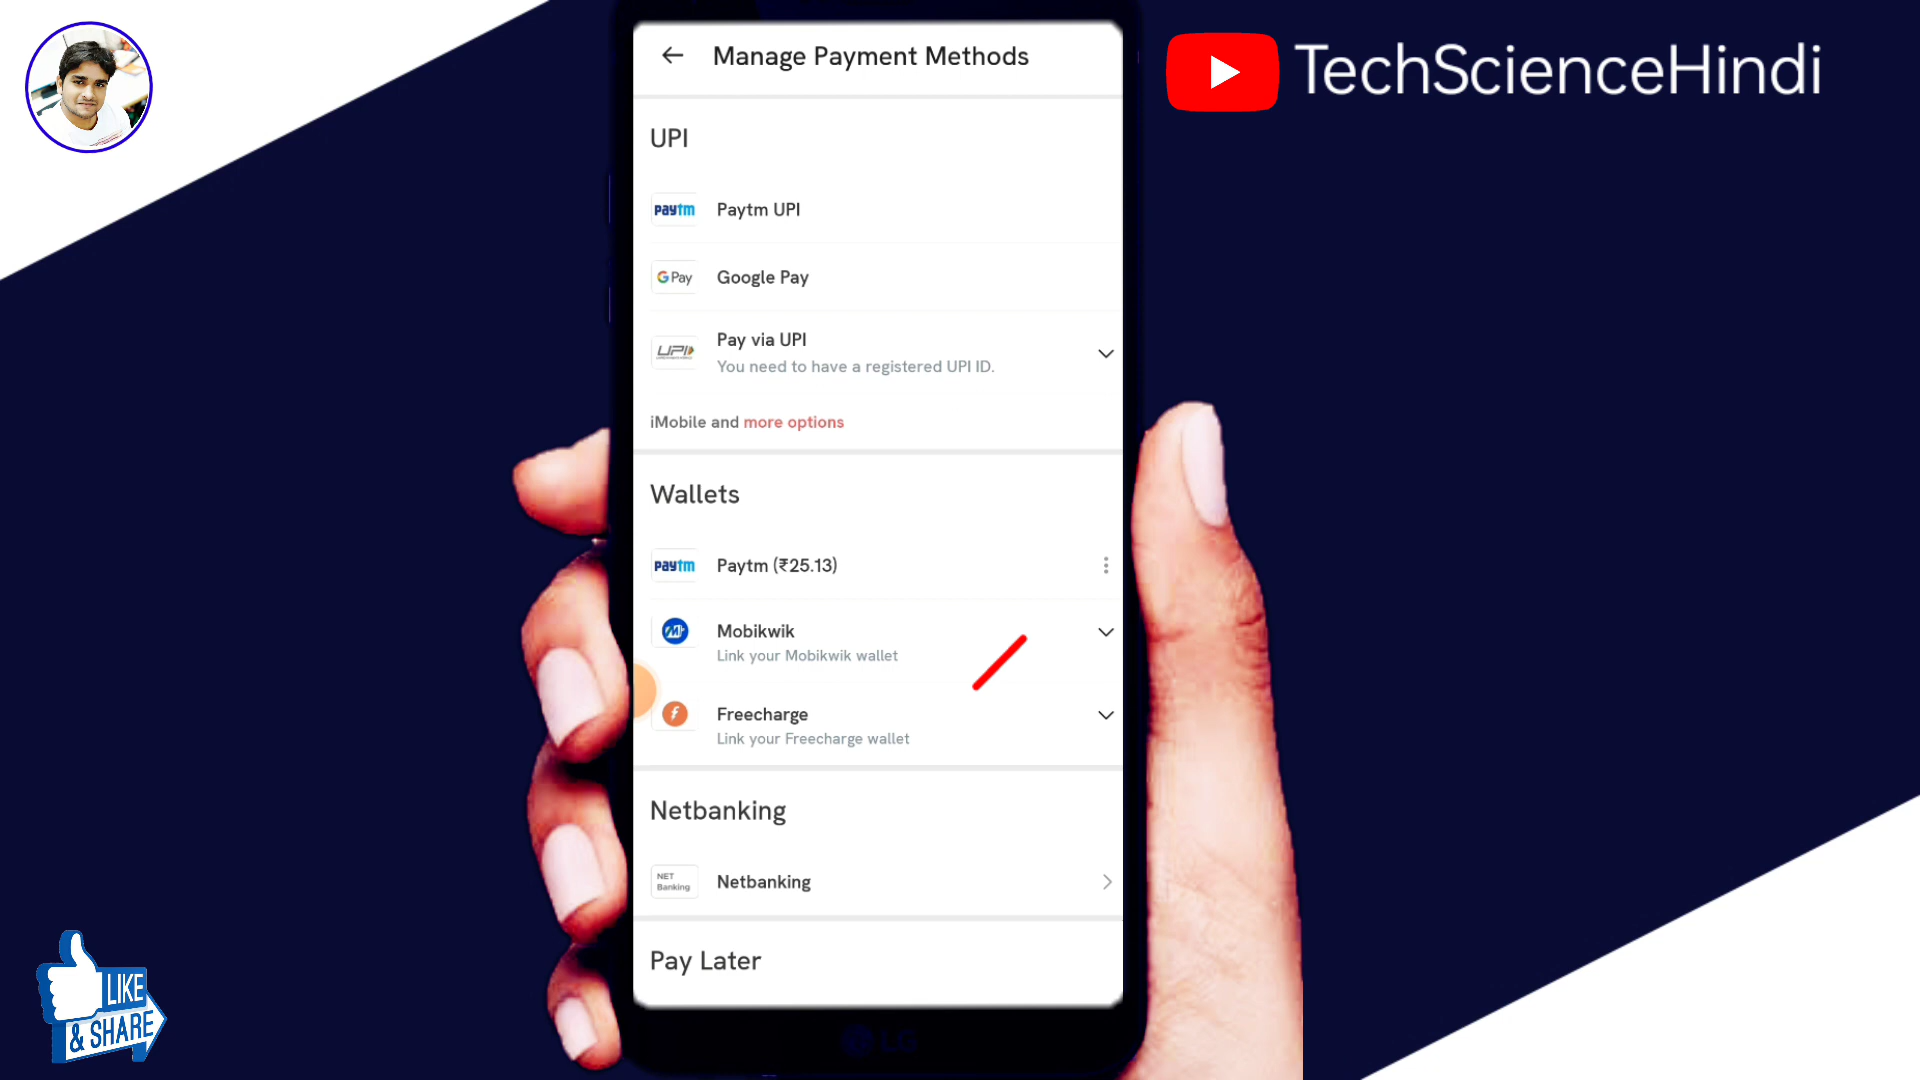 TechScienceHindi
Manage Payment Methods
UPI
paytm Paytm UPI
G Pay Google Pay
UPI Pay via UPI
You need to have a registered UPI ID.
iMobile and more options
Wallets
paytm Paytm (₹25.13)
Mobikwik
Link your Mobikwik wallet
Freecharge
Link your Freecharge wallet
Netbanking
NET
Banking Netbanking
Pay Later
LG
LIKE
& SHARE